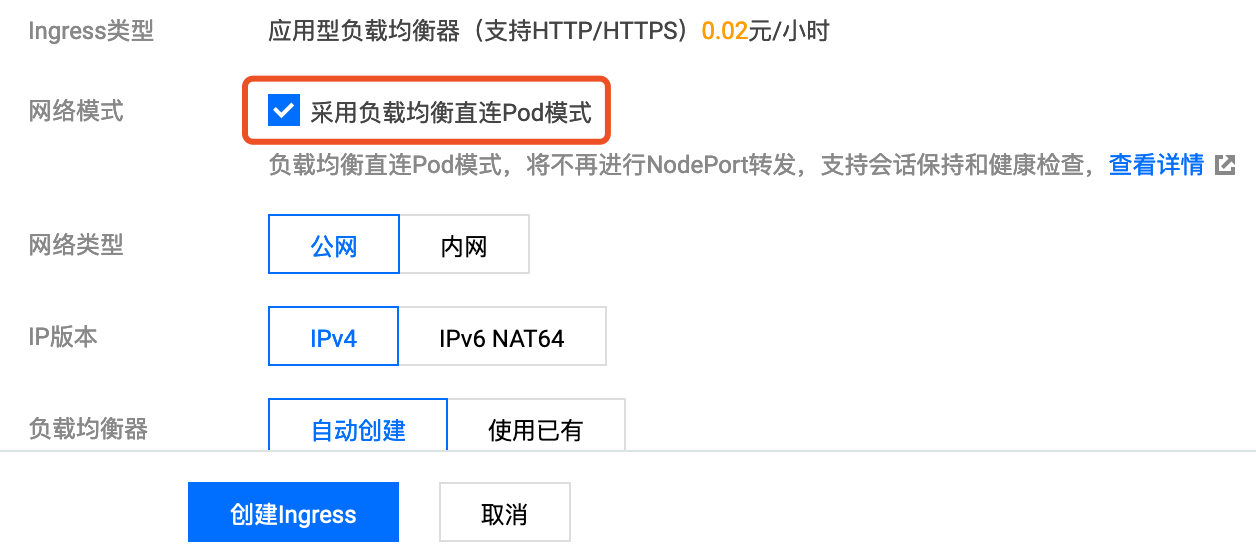 Ingress类型 应用型负载均衡器（支持HTTP/HTTPS）0.02元/小时
网络模式 采用负载均衡直连Pod模式
负载均衡直连Pod模式，将不再进行NodePort转发，支持会话保持和健康检查，查看详情
网络类型 公网 内网
IP版本 IPv4 IPv6 NAT64
负载均衡器 自动创建 使用已有
创建Ingress 取消